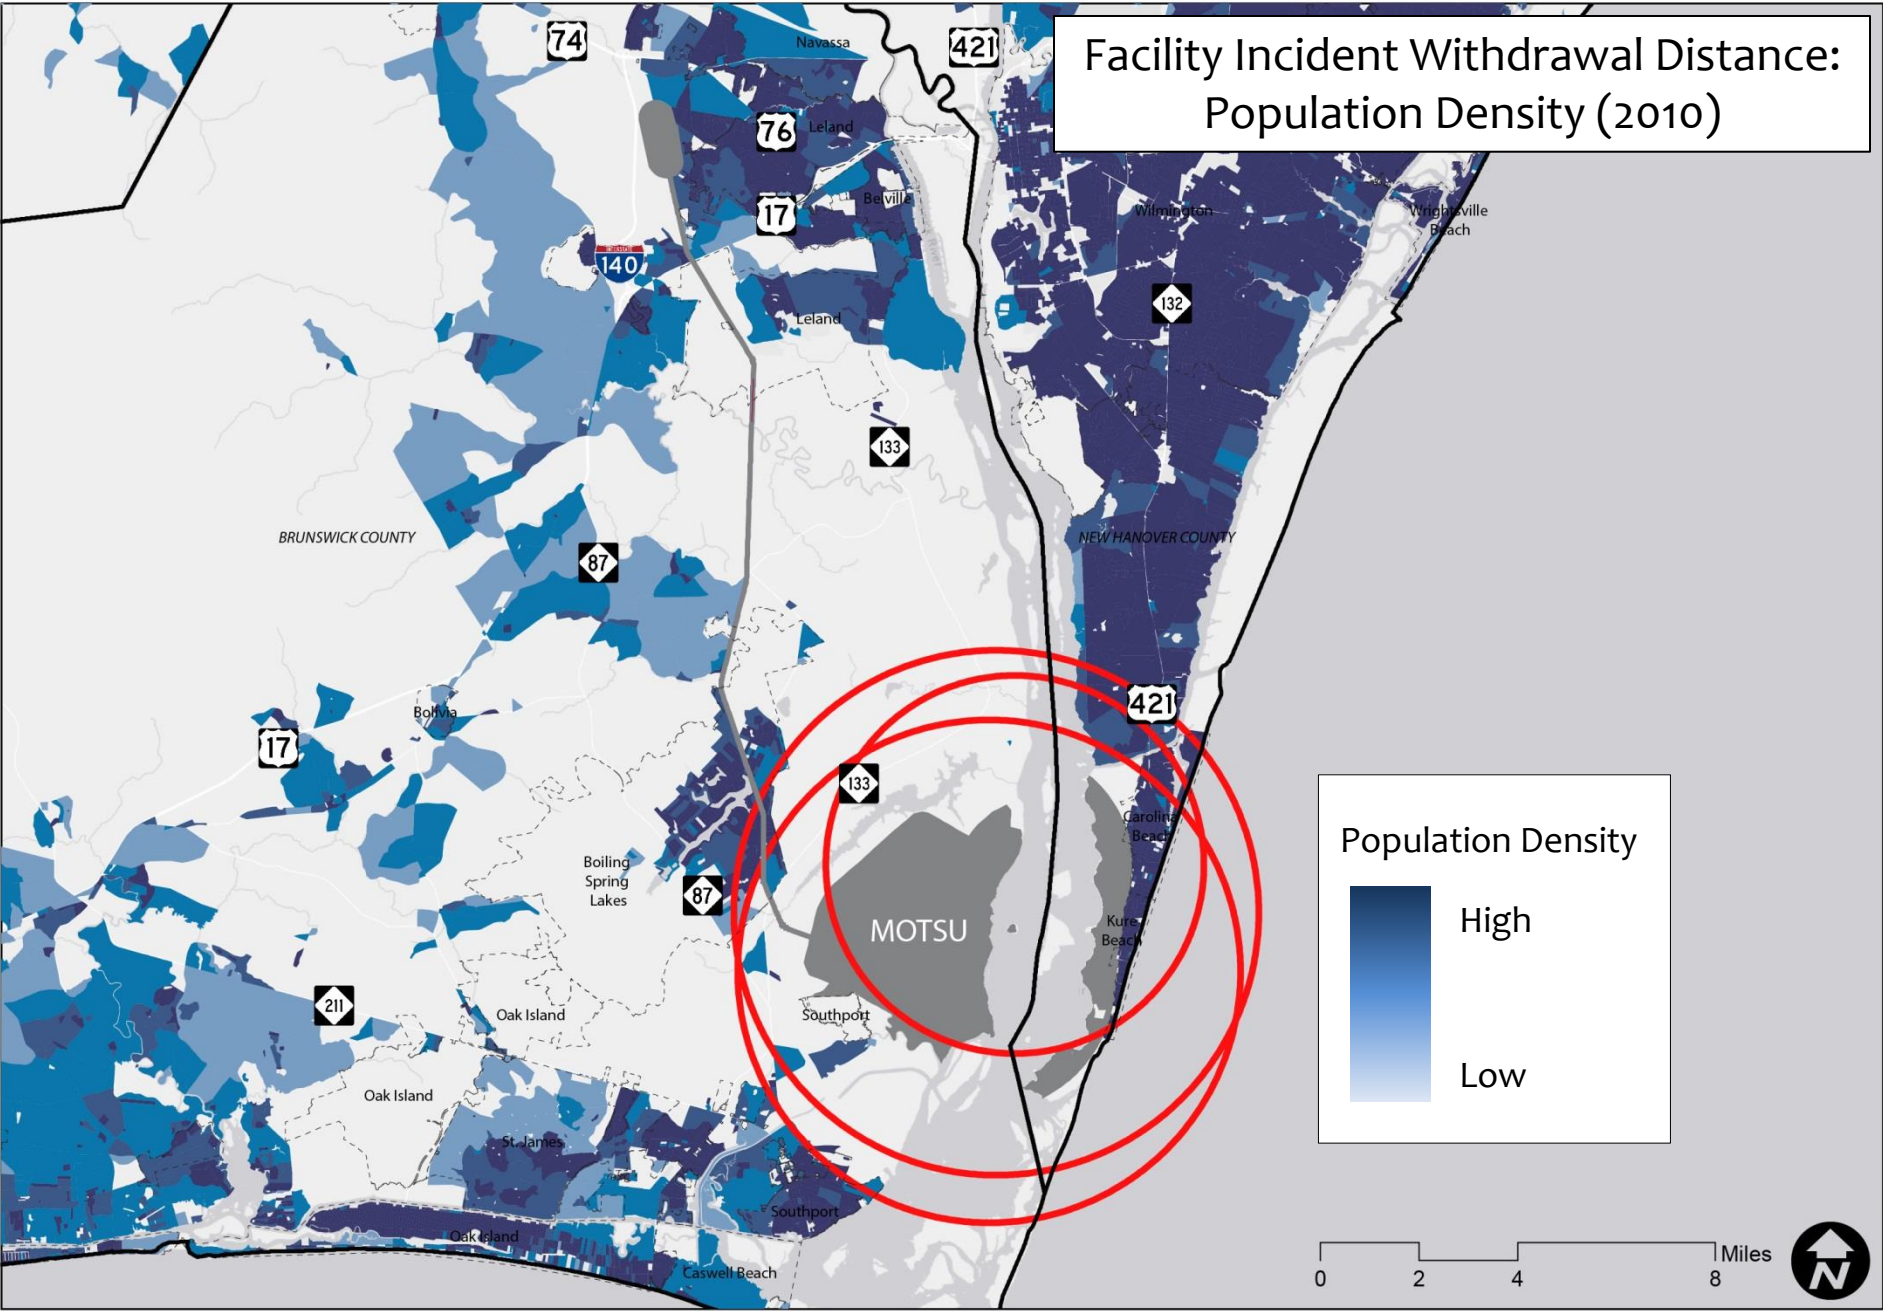 Facility Incident Withdrawal Distance:
Population Density (2010)
74
Navassa
421
76
Leland
17
Belville
Wilmington
Wrightsville
Beach
INTERSTATE
140
132
Leland
133
BRUNSWICK COUNTY
NEW HANOVER COUNTY
87
Bolivia
17
421
133
Carolina
Beach
Boiling
Spring
Lakes
87
MOTSU
Kure
Beach
211
Oak Island
Southport
Oak Island
St. James
Southport
Oak Island
Caswell Beach
Population Density
High
Low
Miles
0
2
4
8
N